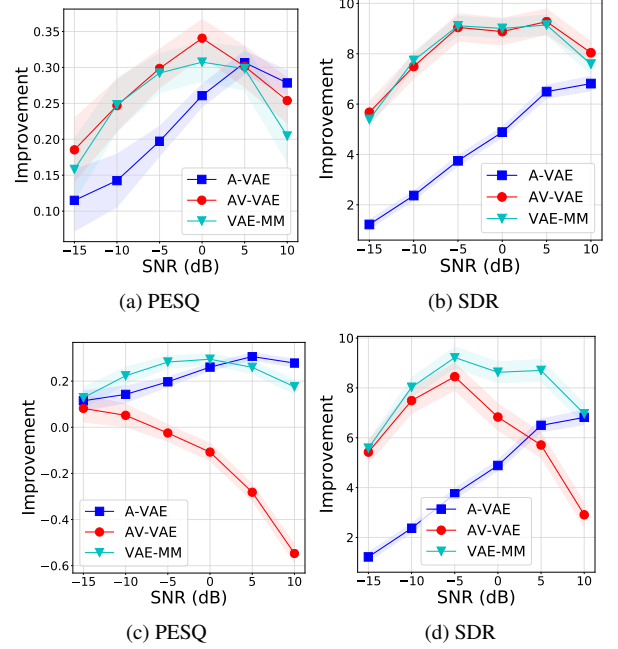 0.35
0.30
0.25
0.20
0.15
0.10
Improvement
A-VAE
AV-VAE
VAE-MM
−15 −10 −5 0 5 10
SNR (dB)
(a) PESQ
10
8
6
4
2
Improvement
A-VAE
AV-VAE
VAE-MM
−15 −10 −5 0 5 10
SNR (dB)
(b) SDR
0.2
0.0
−0.2
−0.4
−0.6
Improvement
A-VAE
AV-VAE
VAE-MM
−15 −10 −5 0 5 10
SNR (dB)
(c) PESQ
10
8
6
4
2
Improvement
A-VAE
AV-VAE
VAE-MM
−15 −10 −5 0 5 10
SNR (dB)
(d) SDR